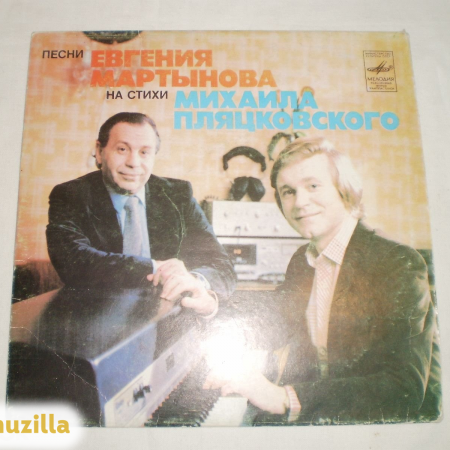 ПЕСНИ ЕВГЕНИЯ
МАРТЫНОВА
НА СТИХИ МИХАИЛА
ПЛЯЦКОВСКОГО
МЕЛОДИЯ
uzilla